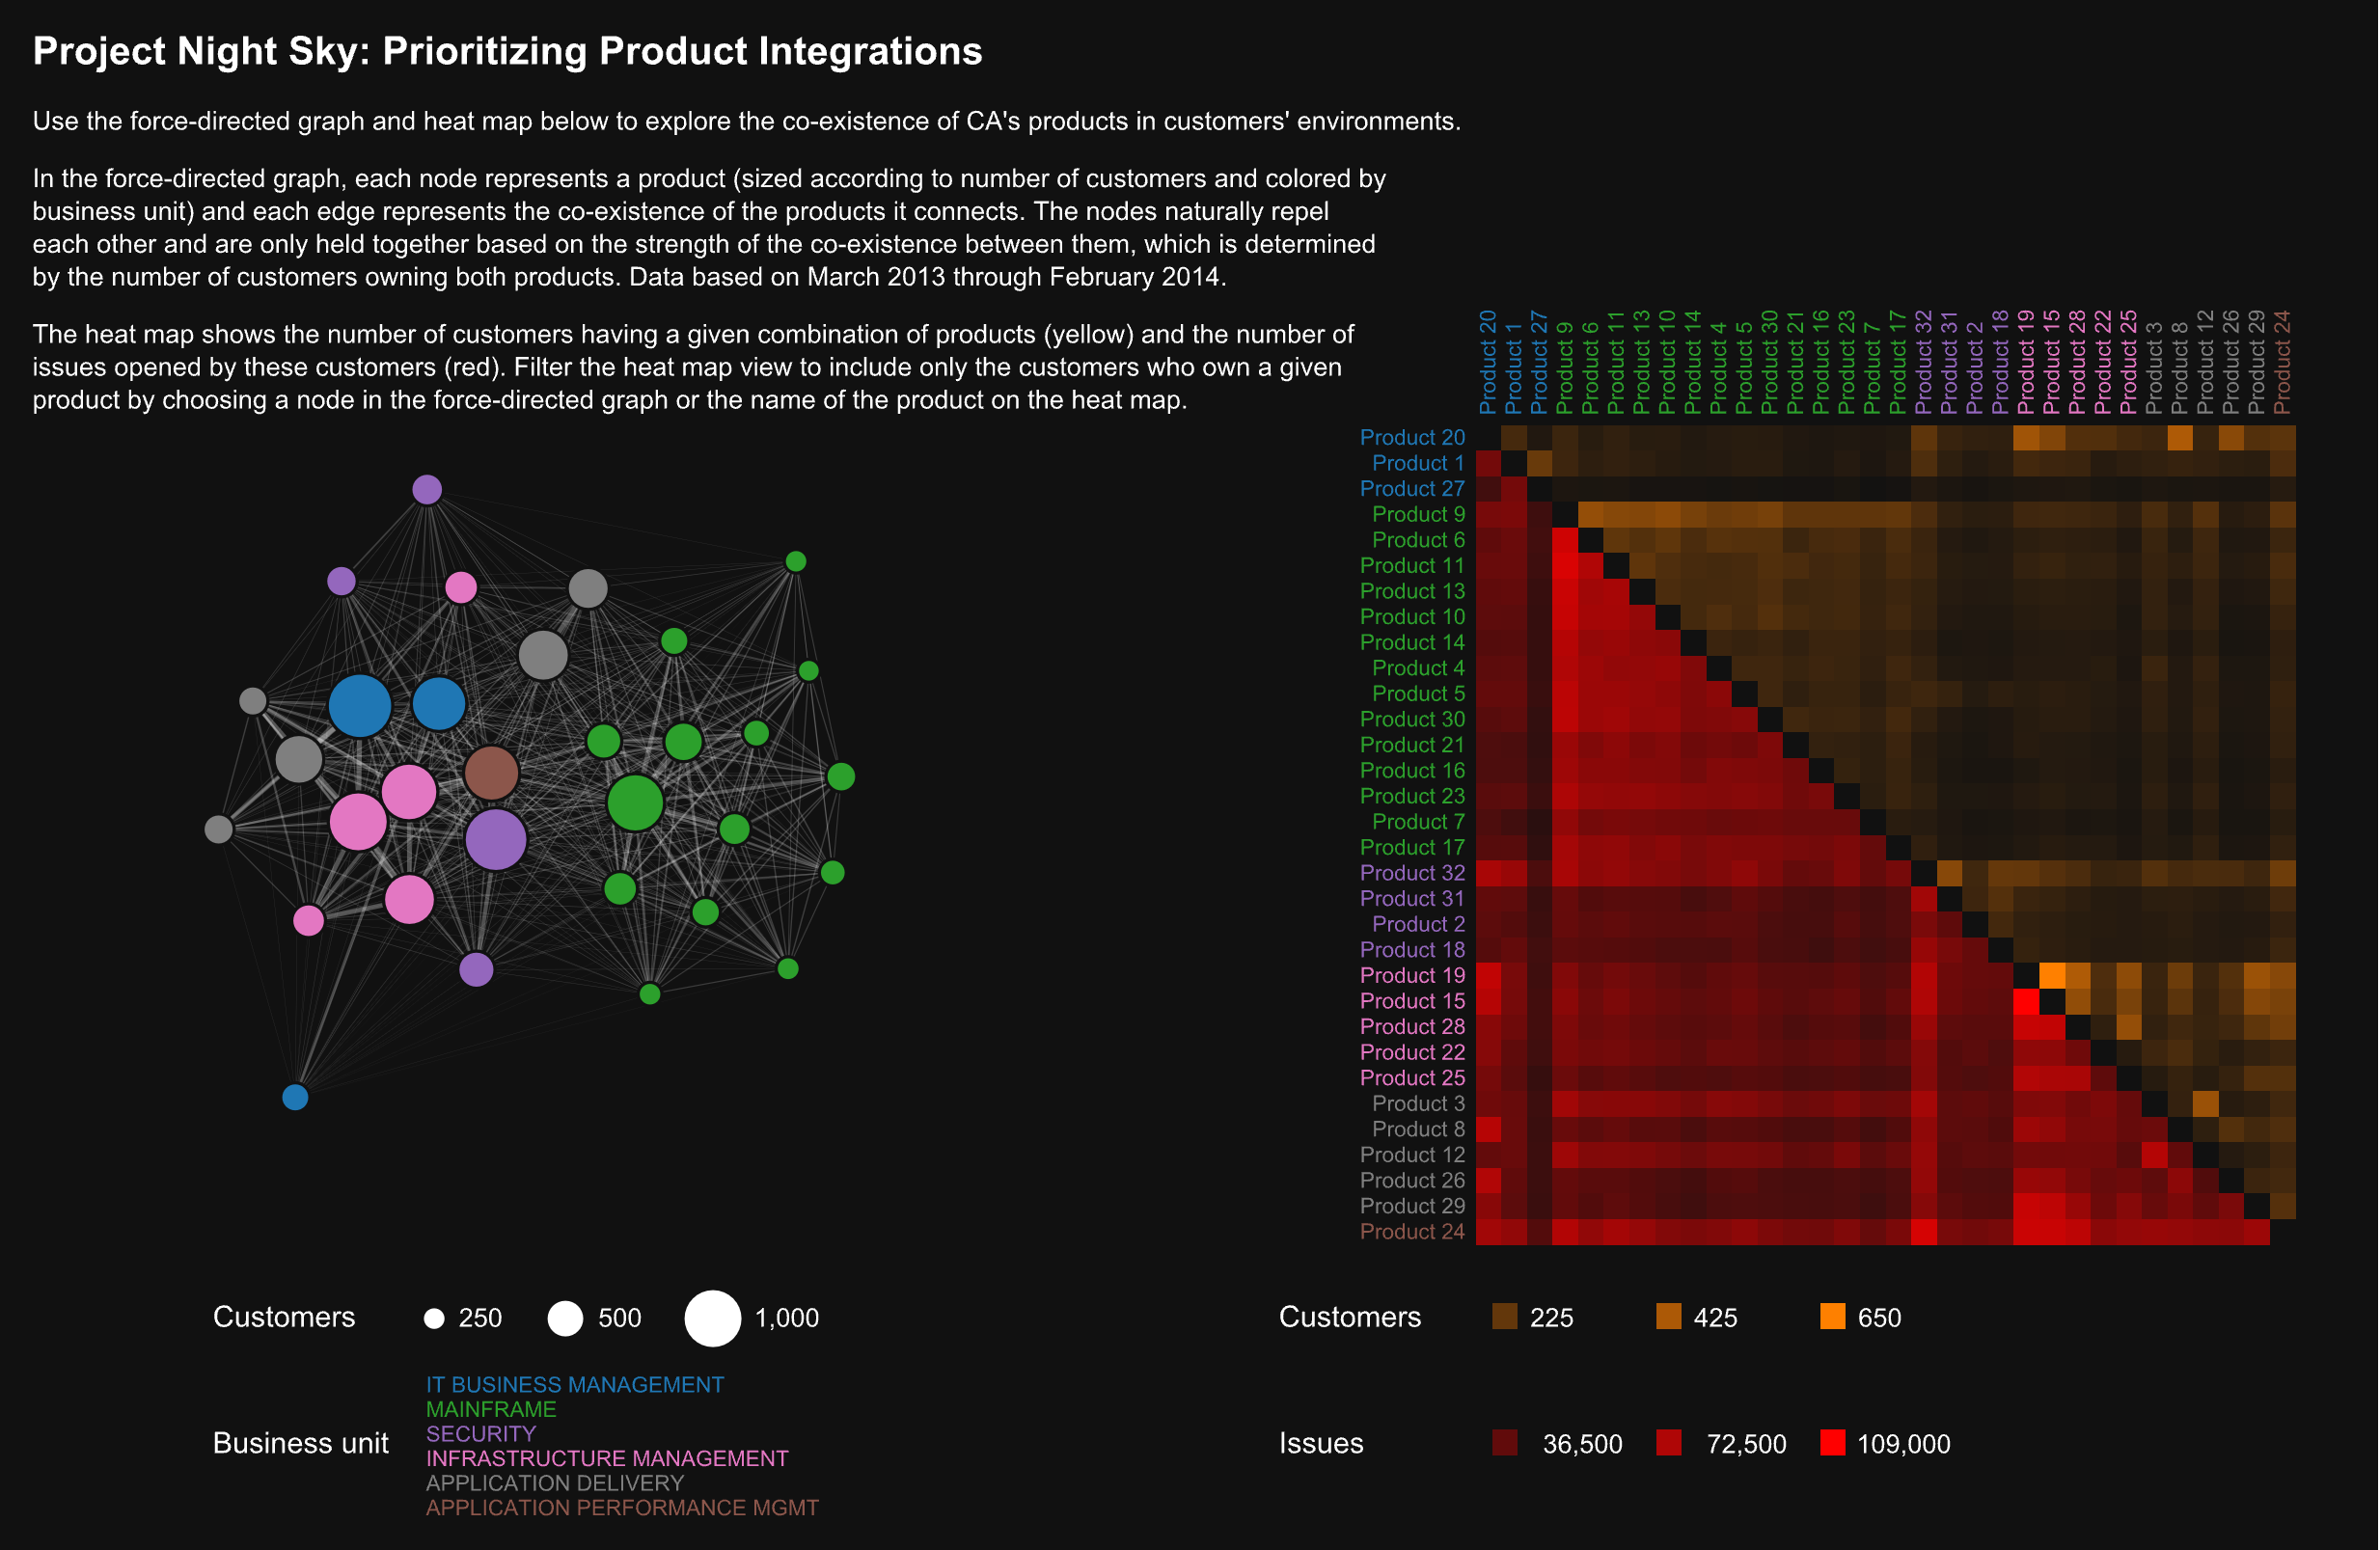 Project Night Sky: Prioritizing Product Integrations
Use the force-directed graph and heat map below to explore the co-existence of CA's products in customers' environments.
In the force-directed graph, each node represents a product (sized according to number of customers and colored by
business unit) and each edge represents the co-existence of the products it connects. The nodes naturally repel
each other and are only held together based on the strength of the co-existence between them, which is determined
by the number of customers owning both products. Data based on March 2013 through February 2014.
The heat map shows the number of customers having a given combination of products (yellow) and the number of
issues opened by these customers (red). Filter the heat map view to include only the customers who own a given
product by choosing a node in the force-directed graph or the name of the product on the heat map.
Product 20
Product 1
Product 27
Product 9
Product 6
Product 11
Product 13
Product 10
Product 14
Product 4
Product 5
Product 30
Product 21
Product 16
Product 23
Product 7
Product 17
Product 32
Product 31
Product 2
Product 18
Product 19
Product 15
Product 28
Product 22
Product 25
Product 3
Product 8
Product 12
Product 26
Product 29
Product 24
Product 20
Product 1
Product 27
Product 9
Product 6
Product 11
Product 13
Product 10
Product 14
Product 4
Product 5
Product 30
Product 21
Product 16
Product 23
Product 7
Product 17
Product 32
Product 31
Product 2
Product 18
Product 19
Product 15
Product 28
Product 22
Product 25
Product 3
Product 8
Product 12
Product 26
Product 29
Product 24
Customers 250 500 1,000
Business unit
IT BUSINESS MANAGEMENT
MAINFRAME
SECURITY
INFRASTRUCTURE MANAGEMENT
APPLICATION DELIVERY
APPLICATION PERFORMANCE MGMT
Customers 225 425 650
Issues 36,500 72,500 109,000